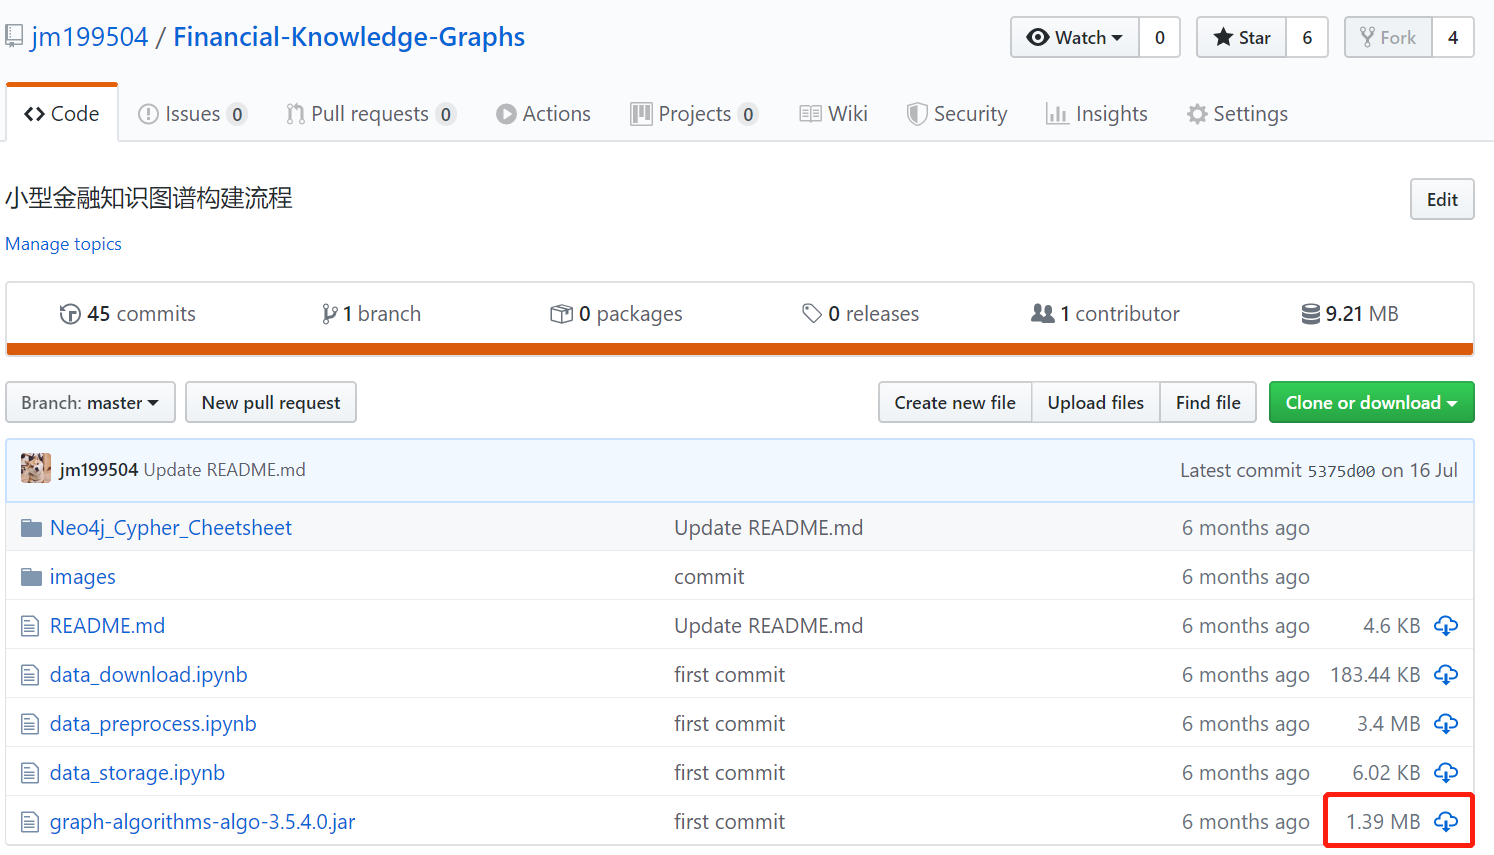 jm199504 / Financial-Knowledge-Graphs
Watch 0 Star 6 Fork 4
Code Issues 0 Pull requests 0 Actions Projects 0 Wiki Security Insights Settings
小型金融知识图谱构建流程
Edit
Manage topics
45 commits 1 branch 0 packages 0 releases 1 contributor 9.21 MB
Branch: master New pull request Create new file Upload files Find file Clone or download
jm199504 Update README.md Latest commit 5375d00 on 16 Jul
Neo4j_Cypher_Cheetsheet Update README.md 6 months ago
images commit 6 months ago
README.md Update README.md 6 months ago 4.6 KB
data_download.ipynb first commit 6 months ago 183.44 KB
data_preprocess.ipynb first commit 6 months ago 3.4 MB
data_storage.ipynb first commit 6 months ago 6.02 KB
graph-algorithms-algo-3.5.4.0.jar first commit 6 months ago 1.39 MB